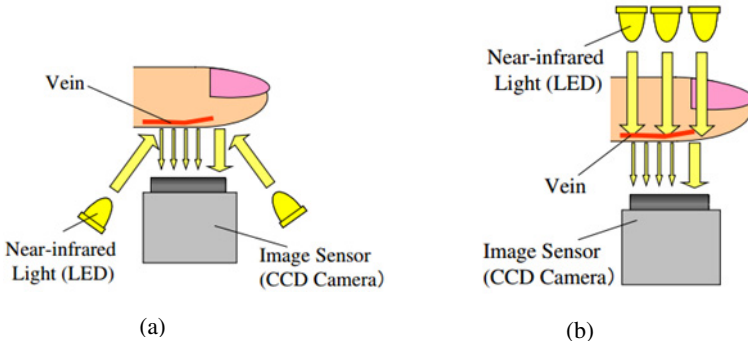 Vein
Near-infrared
Light (LED)
Image Sensor
(CCD Camera)
(a)
Near-infrared
Light (LED)
Vein
Image Sensor
(CCD Camera)
(b)